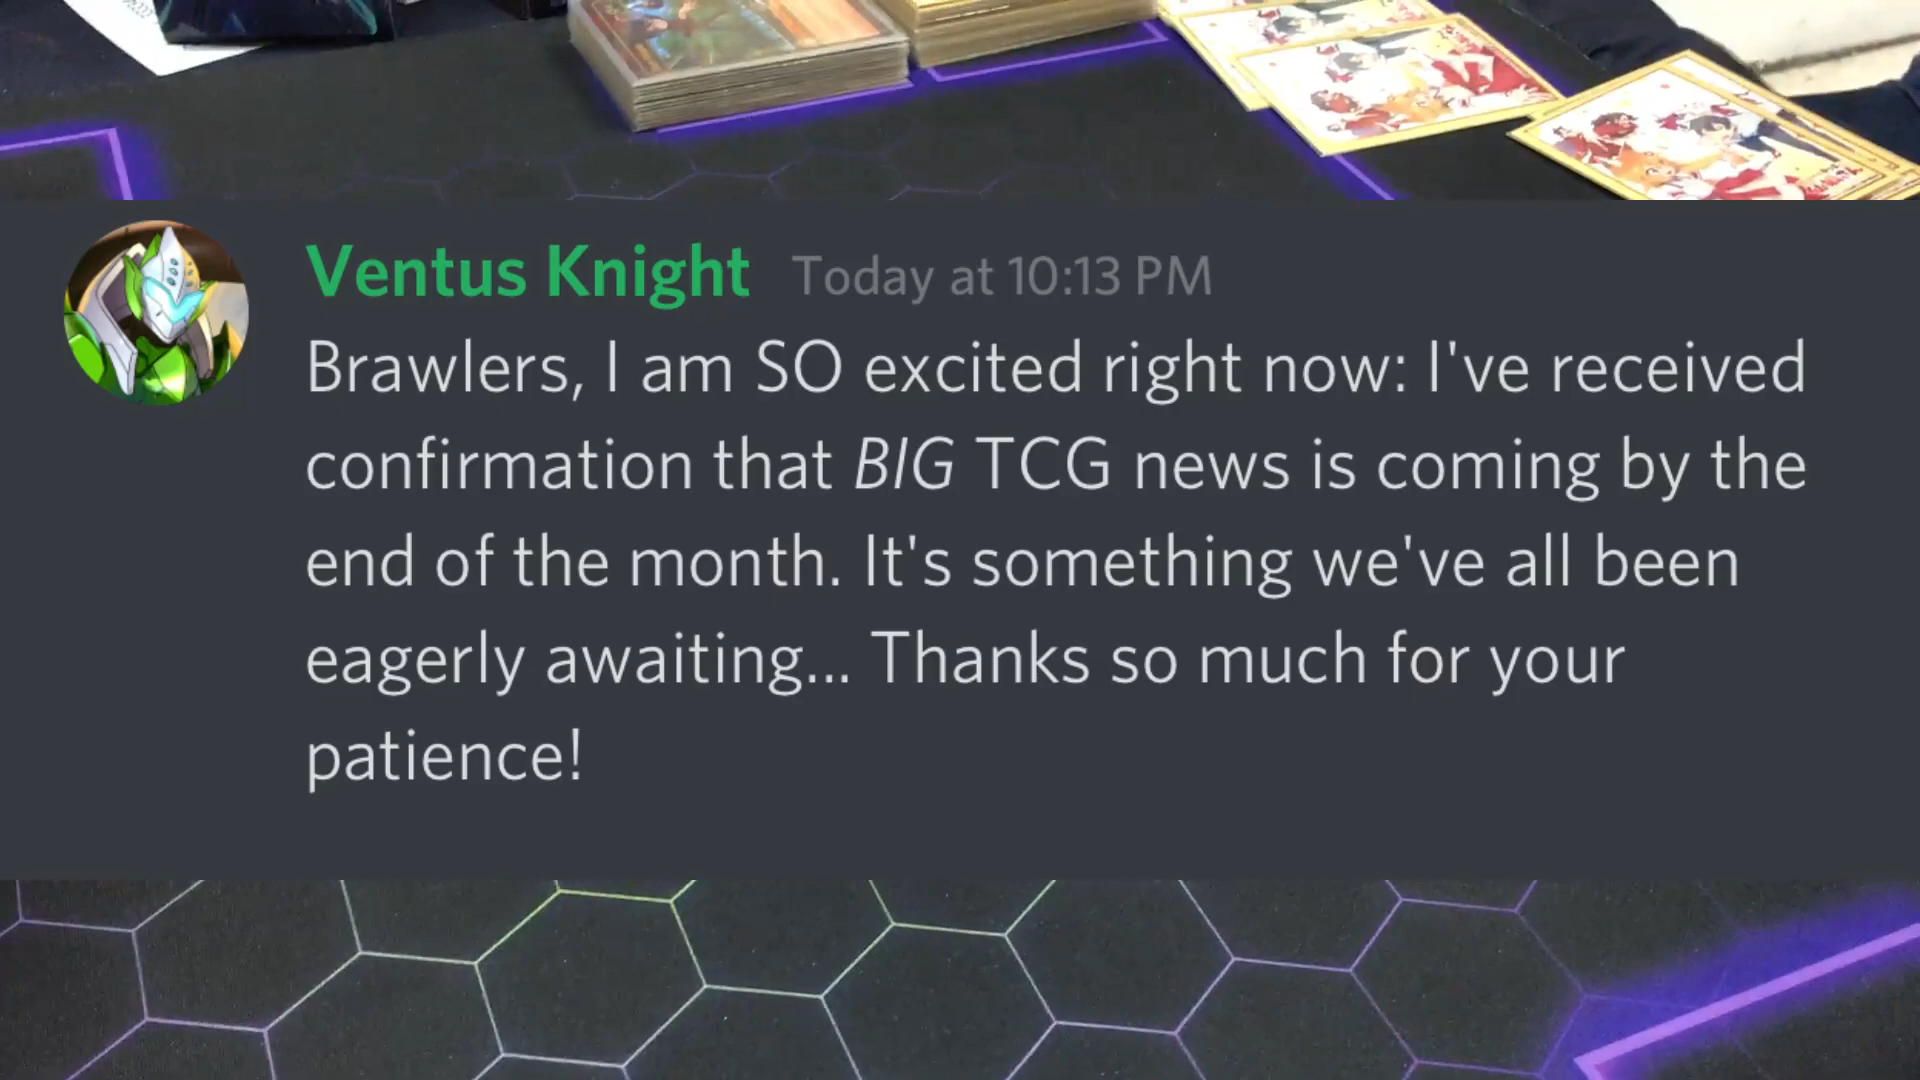 Ventus Knight Today at 10:13 PM
Brawlers, I am SO excited right now: I've received
confirmation that BIG TCG news is coming by the
end of the month. It's something we've all been
eagerly awaiting... Thanks so much for your
patience!